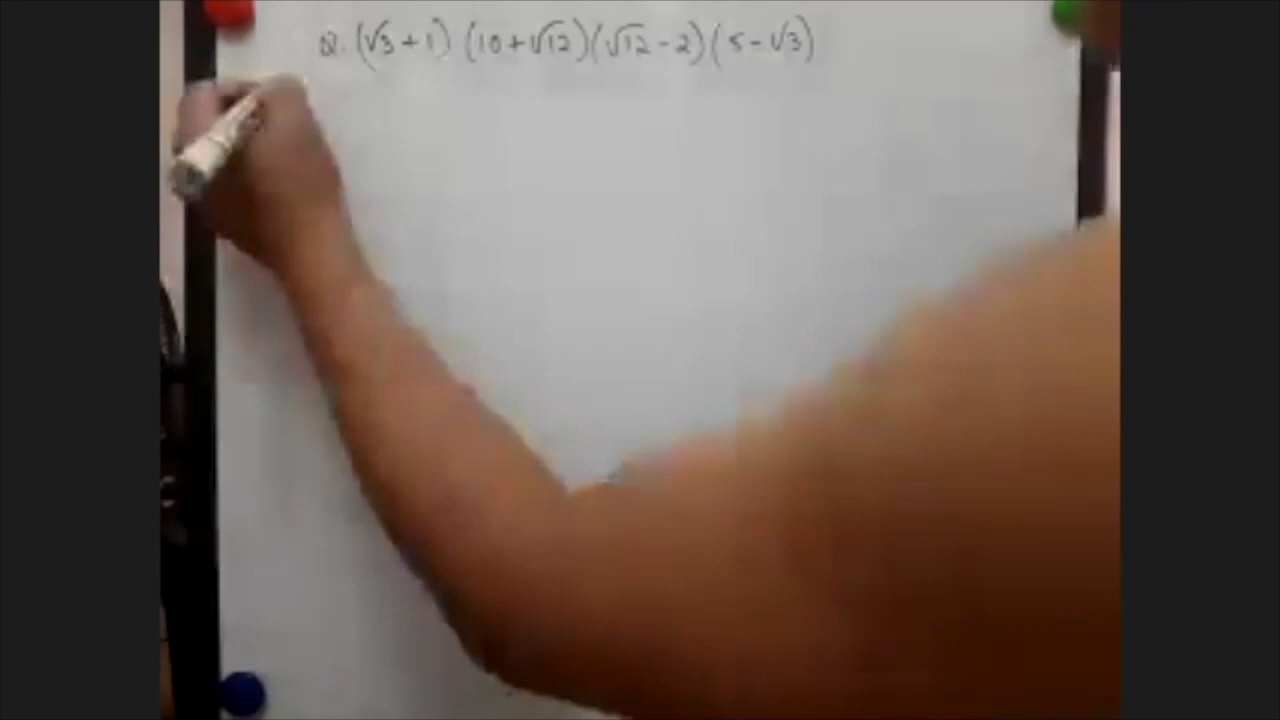 Q. (√3 + 1) (10 + √12) (√12 - 2) (5 - √3)